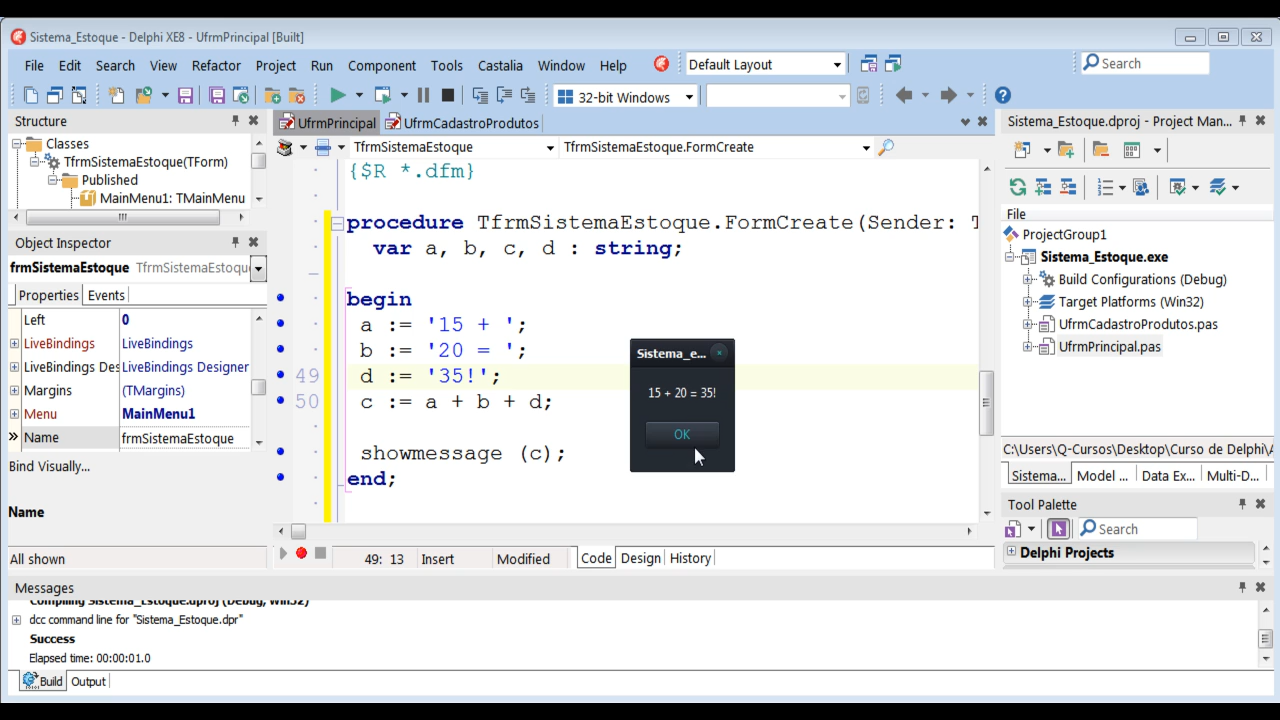 Sistema_Estoque - Delphi XE8 - UfrmPrincipal [Built]
File Edit Search View Refactor Project Run Component Tools Castalia Window Help Default Layout Search
32-bit Windows
Structure
Classes
TfrmSistemaEstoque(TForm)
Published
MainMenu1: TMainMenu
Object Inspector
frmSistemaEstoque TfrmSistemaEstoqu
Properties Events
Left 0
LiveBindings LiveBindings
LiveBindings Des LiveBindings Designer
Margins (TMargins)
Menu MainMenu1
Name frmSistemaEstoque
Bind Visually...
Name
All shown
UfrmPrincipal UfrmCadastroProdutos
TfrmSistemaEstoque TfrmSistemaEstoque.FormCreate
{$R *.dfm}
procedure TfrmSistemaEstoque.FormCreate(Sender: T
var a, b, c, d : string;
begin
a := '15 + ';
b := '20 = ';
49 d := '35!';
50 c := a + b + d;
showmessage (c);
end;
Sistema_e...
15 + 20 = 35!
OK
49: 13 Insert Modified Code Design History
Sistema_Estoque.dproj - Project Man...
File
ProjectGroup1
Sistema_Estoque.exe
Build Configurations (Debug)
Target Platforms (Win32)
UfrmCadastroProdutos.pas
UfrmPrincipal.pas
C:\Users\Q-Cursos\Desktop\Curso de Delphi\A
Sistema... Model ... Data Ex... Multi-D...
Tool Palette
Search
Delphi Projects
Messages
Compiling Sistema_Estoque.dproj (Debug, Win32)
dcc command line for "Sistema_Estoque.dpr"
Success
Elapsed time: 00:00:01.0
Build Output